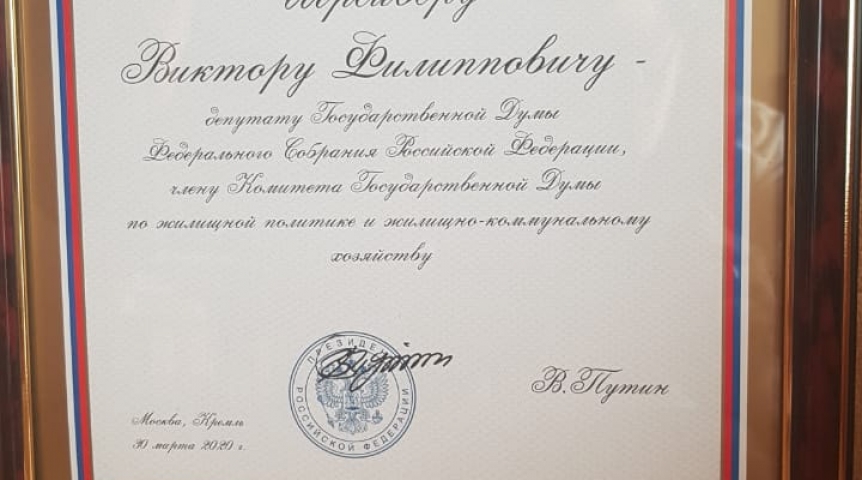 Шрейдеру
Виктору Филипповичу -
депутату Государственной Думы
Федерального Собрания Российской Федерации,
члену Комитета Государственной Думы
по жилищной политике и жилищно-коммунальному
хозяйству
ПРЕЗИДЕНТ
РОССИЙСКОЙ ФЕДЕРАЦИИ
В.Путин
Москва, Кремль
30 марта 2020 г.